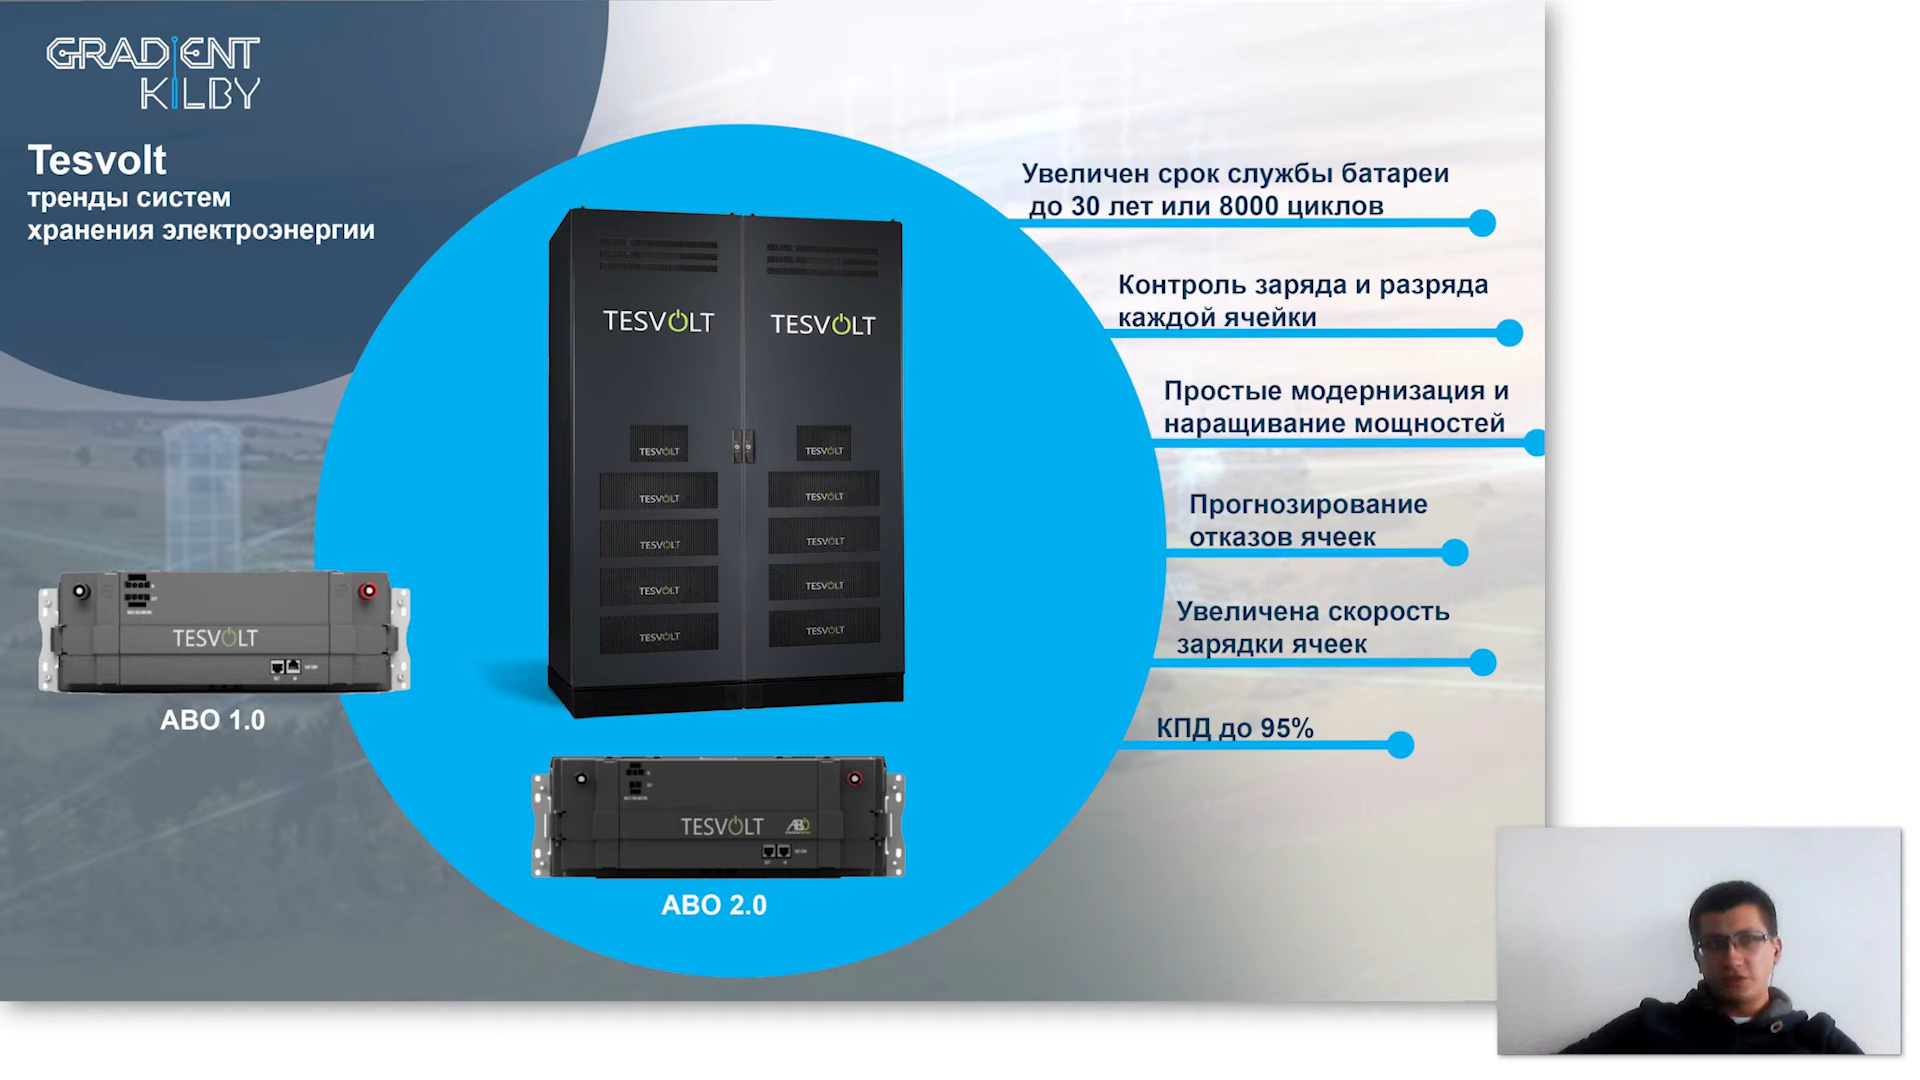 GRADIENT
KILBY
Tesvolt
тренды систем
хранения электроэнергии
Увеличен срок службы батареи
до 30 лет или 8000 циклов
Контроль заряда и разряда
каждой ячейки
Простые модернизация и
наращивание мощностей
Прогнозирование
отказов ячеек
Увеличена скорость
зарядки ячеек
КПД до 95%
TESVOLT
TESVOLT
TESVOLT
TESVOLT
TESVOLT
TESVOLT
TESVOLT
TESVOLT
TESVOLT
TESVOLT
TESVOLT
TESVOLT
TESVOLT
АВО 1.0
TESVOLT ABO
АВО 2.0